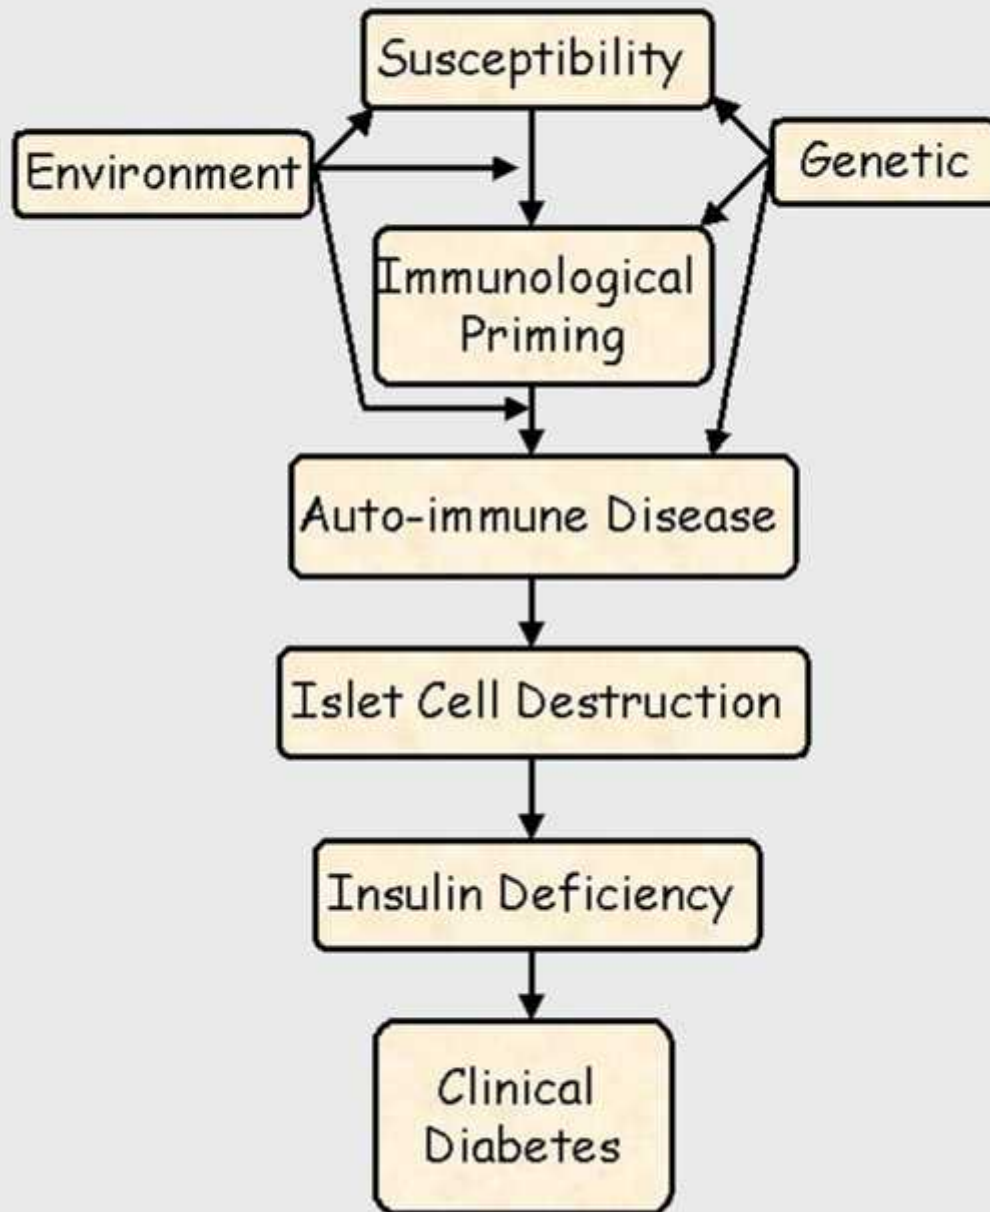 Susceptibility
Environment
Genetic
Immunological
Priming
Auto-immune Disease
Islet Cell Destruction
Insulin Deficiency
Clinical
Diabetes